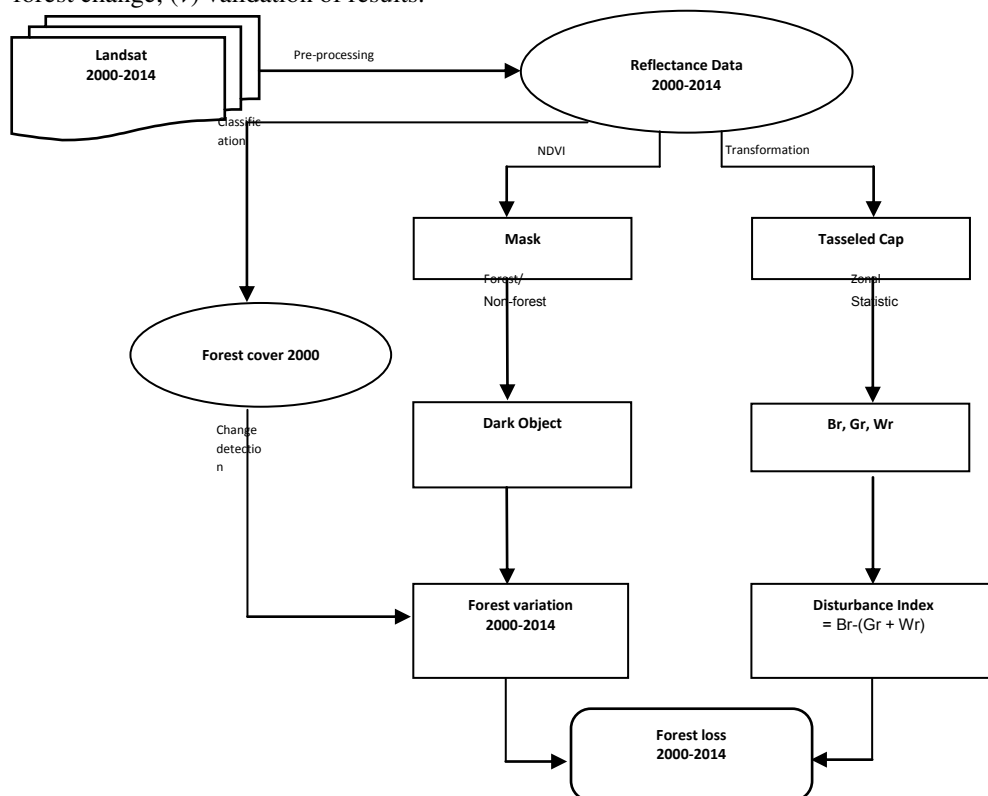 forest change; (v) validation of results.
Landsat
2000-2014
Pre-processing
Reflectance Data
2000-2014
Classific
ation
NDVI
Transformation
Mask
Tasseled Cap
Forest/
Non-forest
Zonal
Statistic
Forest cover 2000
Dark Object
Br, Gr, Wr
Change
detectio
n
Forest variation
2000-2014
Disturbance Index
= Br-(Gr + Wr)
Forest loss
2000-2014